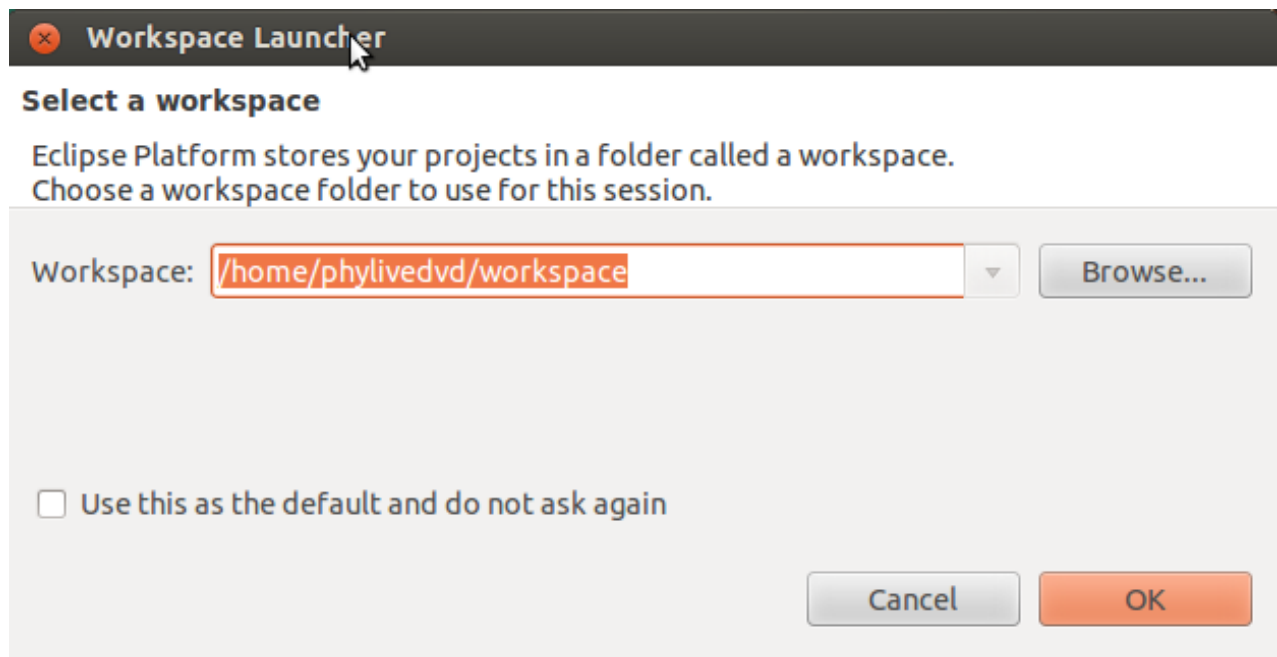 Workspace Launcher
Select a workspace
Eclipse Platform stores your projects in a folder called a workspace.
Choose a workspace folder to use for this session.
Workspace: /home/phylivedvd/workspace Browse...
Use this as the default and do not ask again
Cancel OK